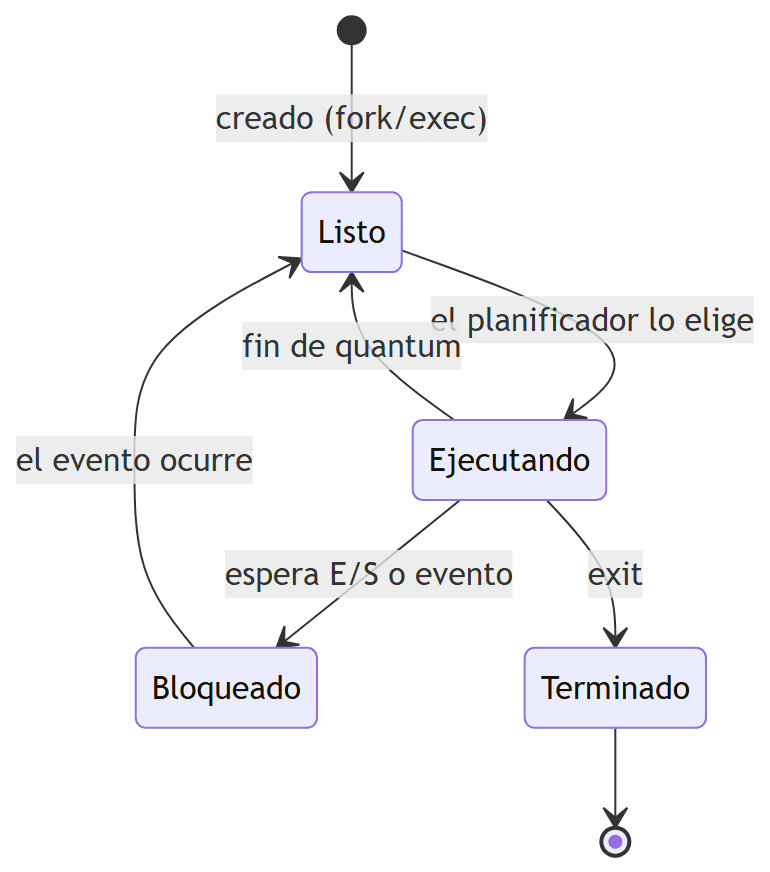 creado (fork/exec)
Listo
el planificador lo elige
fin de quantum
el evento ocurre
Ejecutando
espera E/S o evento
exit
Bloqueado
Terminado